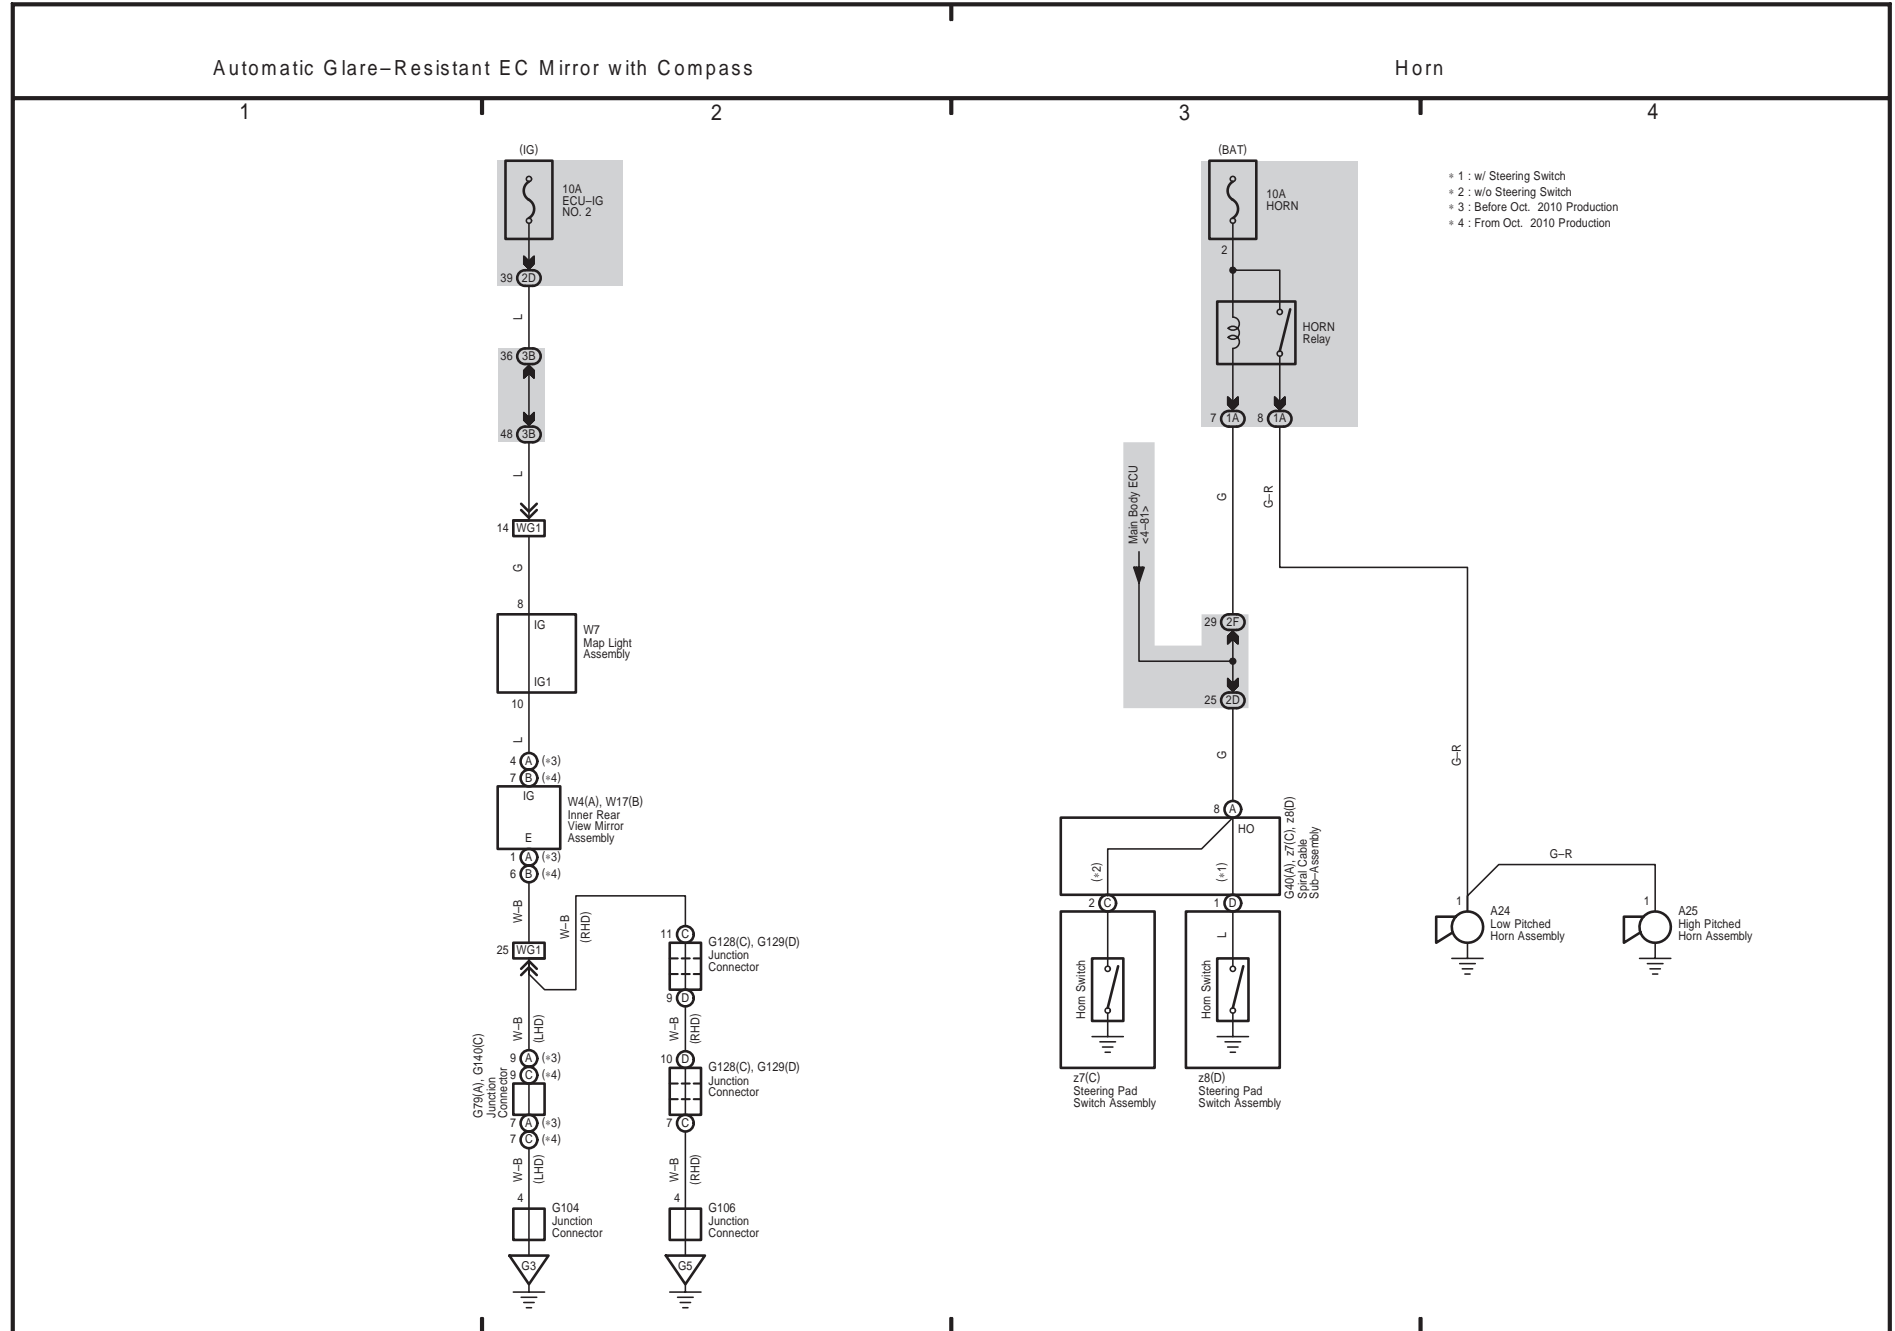 Automatic Glare–Resistant EC Mirror with Compass
Horn
1
2
3
4
(IG)
10A
ECU–IG
NO. 2
39 2D
L
36 3B
48 3B
L
14 WG1
G
8
IG
W7
Map Light
Assembly
IG1
10
L
4 A (∗3)
7 B (∗4)
IG
W4(A), W17(B)
Inner Rear
View Mirror
Assembly
E
1 A (∗3)
6 B (∗4)
W–B
25 WG1
W–B
(RHD)
W–B
(LHD)
9 A (∗3)
9 C (∗4)
G79(A), G140(C)
Junction
Connector
7 A (∗3)
7 C (∗4)
W–B
(LHD)
4
G104
Junction
Connector
G3
11 C
G128(C), G129(D)
Junction
Connector
9 D
W–B
(RHD)
10 D
G128(C), G129(D)
Junction
Connector
7 C
W–B
(RHD)
4
G106
Junction
Connector
G5
(BAT)
10A
HORN
2
HORN
Relay
7 1A
8 1A
G
G–R
Main Body ECU
<4–81>
29 2F
25 2D
G
8 A
HO
(∗2)
(∗1)
G40(A), z7(C), z8(D)
Spiral Cable
Sub–Assembly
2 C
1 D
L
Horn Switch
Horn Switch
z7(C)
Steering Pad
Switch Assembly
z8(D)
Steering Pad
Switch Assembly
∗ 1 : w/ Steering Switch
∗ 2 : w/o Steering Switch
∗ 3 : Before Oct. 2010 Production
∗ 4 : From Oct. 2010 Production
G–R
G–R
1
A24
Low Pitched
Horn Assembly
1
A25
High Pitched
Horn Assembly